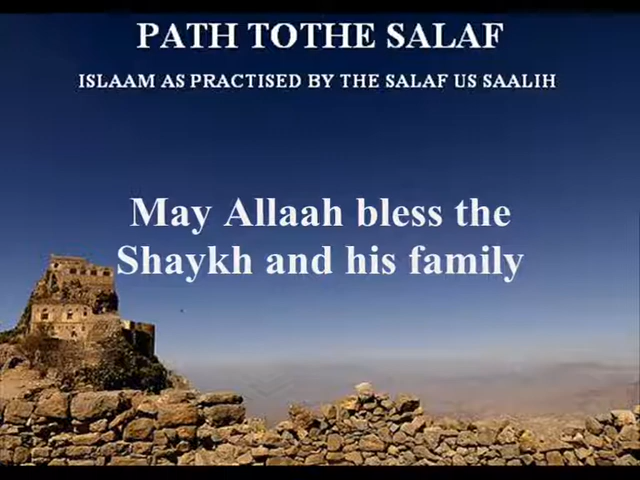 PATH TOTHE SALAF
ISLAAM AS PRACTISED BY THE SALAF US SAALIH
May Allaah bless the
Shaykh and his family